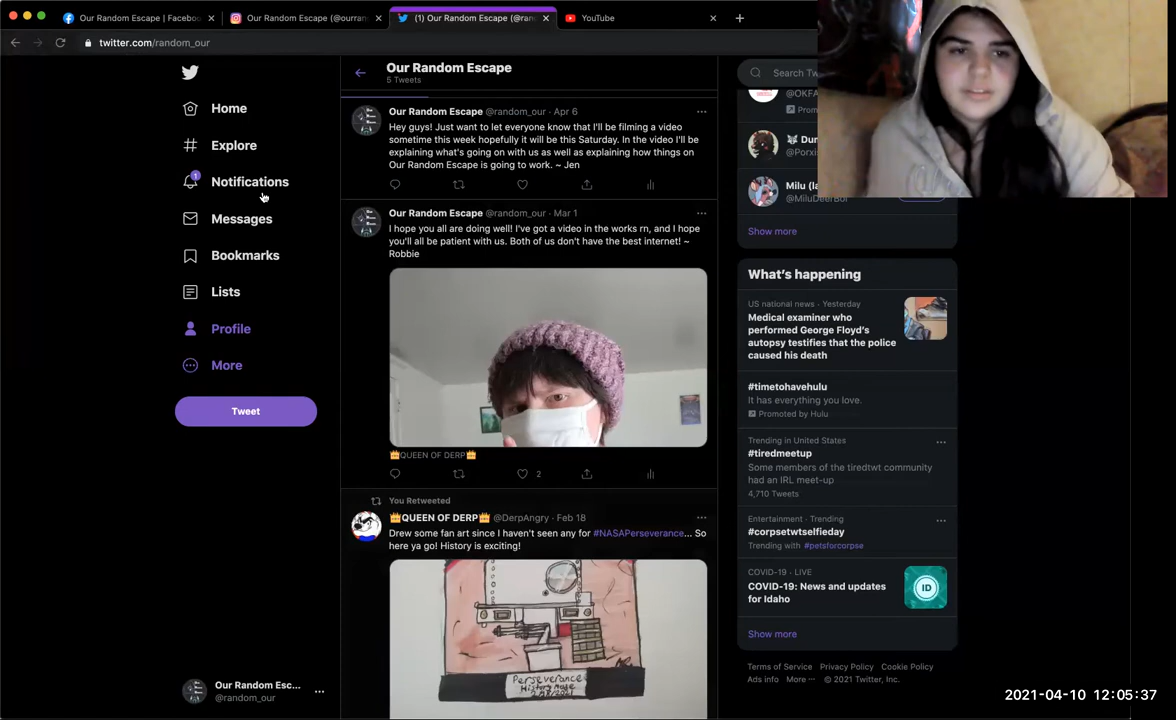 Our Random Escape | Facebo
Our Random Escape (@ourran
(1) Our Random Escape (@ran
YouTube
twitter.com/random_our
Home
Explore
1
Notifications
Messages
Bookmarks
Lists
Profile
More
Tweet
Our Random Esc...
@random_our
Our Random Escape
5 Tweets
Our Random Escape @random_our · Apr 6
Hey guys! Just want to let everyone know that I'll be filming a video
sometime this week hopefully it will be this Saturday. In the video I'll be
explaining what's going on with us as well as explaining how things on
Our Random Escape is going to work. ~ Jen
Our Random Escape @random_our · Mar 1
I hope you all are doing well! I've got a video in the works rn, and I hope
you'll all be patient with us. Both of us don't have the best internet! ~
Robbie
👑QUEEN OF DERP👑
2
You Retweeted
👑QUEEN OF DERP👑 @DerpAngry · Feb 18
Drew some fan art since I haven't seen any for #NASAPerseverance... So
here ya go! History is exciting!
Perseverance
Search Tw
@OKFA
Prom
Dun
@Porxis
Milu (la
@MiluDeerBoi
Show more
What's happening
US national news · Yesterday
Medical examiner who
performed George Floyd's
autopsy testifies that the police
caused his death
#timetohavehulu
It has everything you love.
Promoted by Hulu
Trending in United States
#tiredmeetup
Some members of the tiredtwt community
had an IRL meet-up
4,710 Tweets
Entertainment · Trending
#corpsetwtselfieday
Trending with #petsforcorpse
COVID-19 · LIVE
COVID-19: News and updates
for Idaho
ID
Show more
Terms of Service Privacy Policy Cookie Policy
Ads info More ··· © 2021 Twitter, Inc.
2021-04-10 12:05:37